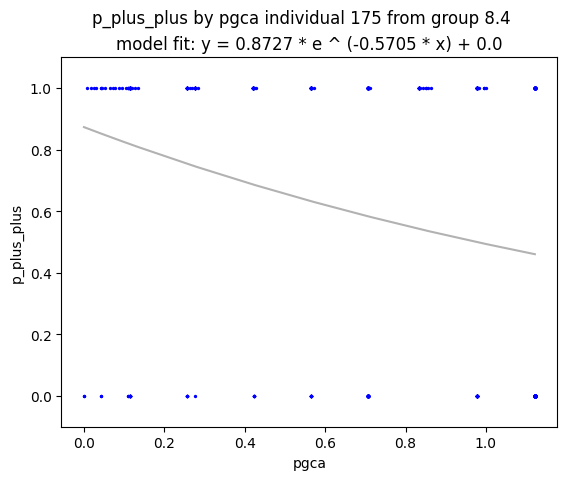 p_plus_plus by pgca individual 175 from group 8.4
model fit: y = 0.8727 * e ^ (-0.5705 * x) + 0.0
1.0
0.8
0.6
0.4
0.2
0.0
p_plus_plus
0.0 0.2 0.4 0.6 0.8 1.0
pgca